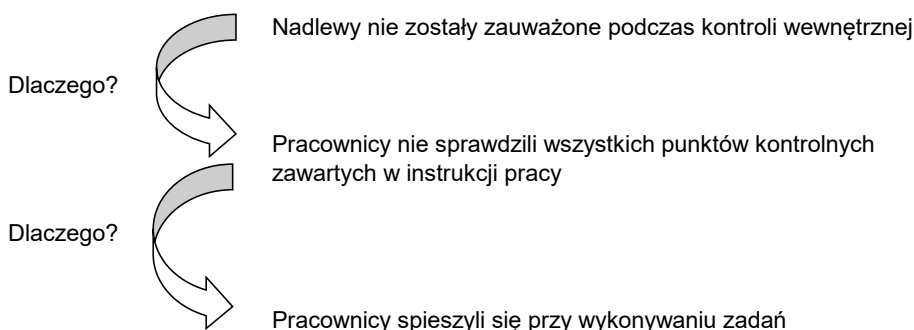 Nadlewy nie zostały zauważone podczas kontroli wewnętrznej
Dlaczego?
Pracownicy nie sprawdzili wszystkich punktów kontrolnych
zawartych w instrukcji pracy
Dlaczego?
Pracownicy spieszyli się przy wykonywaniu zadań